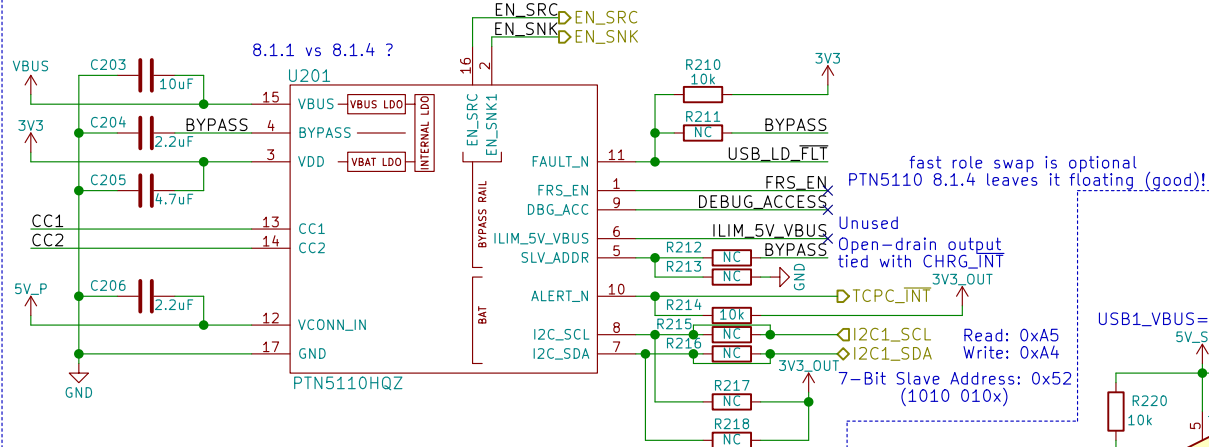 EN_SRC
EN_SRC
EN_SNK
EN_SNK
8.1.1 vs 8.1.4 ?
U201
16
2
VBUS
C203
10uF
15
VBUS
VBUS LDO
INTERNAL LDO
EN_SRC
EN_SNK1
R210
10k
3V3
C204
2.2uF
BYPASS
4
BYPASS
R211
NC
BYPASS
3V3
3
VDD
VBAT LDO
FAULT_N
11
USB_LD_FLT
fast role swap is optional
PTN5110 8.1.4 leaves it floating (good)!
C205
4.7uF
BYPASS RAIL
FRS_EN
1
FRS_EN
DBG_ACC
9
DEBUG_ACCESS
CC1
13
CC1
CC2
14
CC2
ILIM_5V_VBUS
6
ILIM_5V_VBUS
Unused
SLV_ADDR
5
R212
NC
BYPASS
Open-drain output
tied with CHRG_INT
R213
NC
GND
5V_P
C206
2.2uF
12
VCONN_IN
BAT
ALERT_N
10
TCPC_INT
3V3_OUT
R214
10k
17
GND
GND
I2C_SCL
8
R215
NC
I2C1_SCL
Read: 0xA5
I2C_SDA
7
R216
NC
I2C1_SDA
Write: 0xA4
PTN5110HQZ
3V3_OUT
7-Bit Slave Address: 0x52
(1010 010x)
R217
NC
R218
NC
USB1_VBUS=
5V_S
R220
10k
5